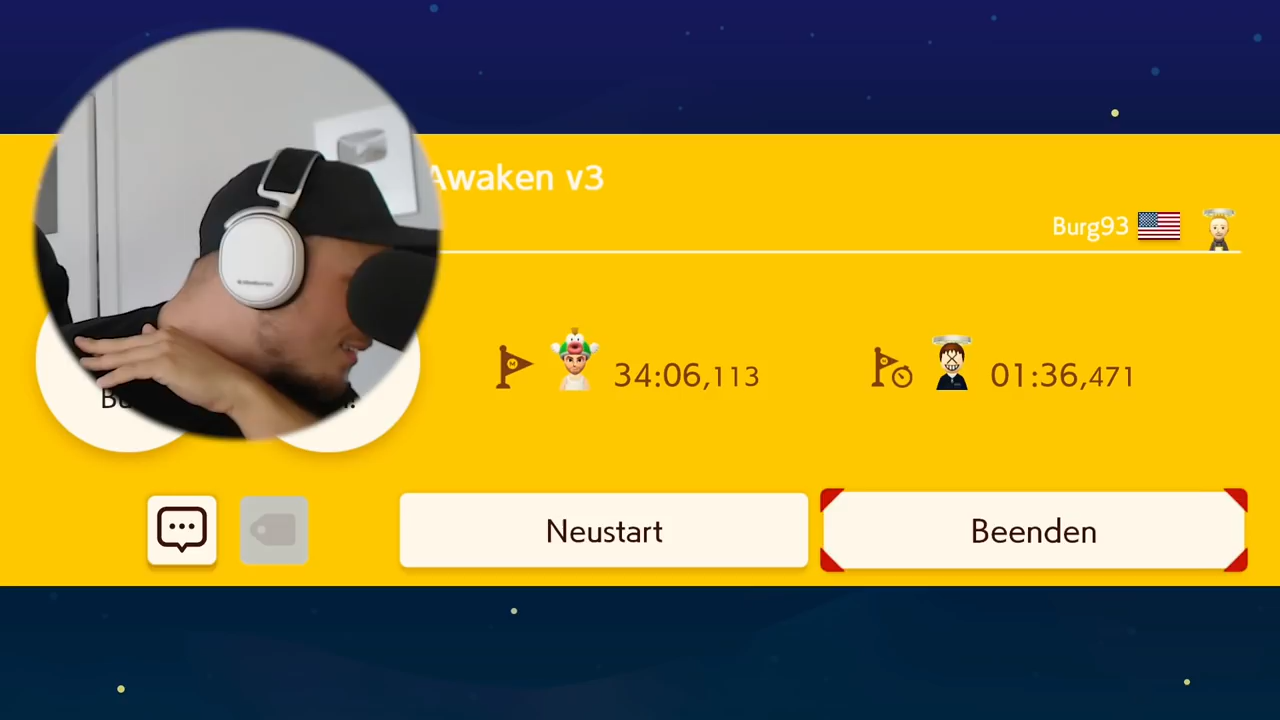 Awaken v3
Burg93
34:06,113
01:36,471
Neustart
Beenden